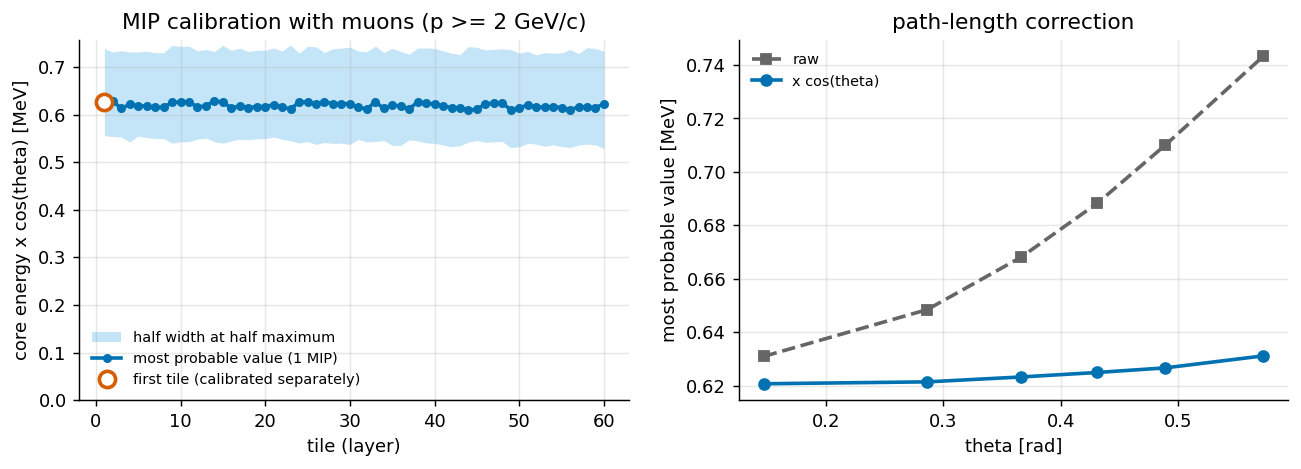 MIP calibration with muons (p >= 2 GeV/c)
core energy x cos(theta) [MeV]
0.7
0.6
0.5
0.4
0.3
0.2
0.1
0.0
half width at half maximum
most probable value (1 MIP)
first tile (calibrated separately)
0 10 20 30 40 50 60
tile (layer)
path-length correction
most probable value [MeV]
0.74
0.72
0.70
0.68
0.66
0.64
0.62
raw
x cos(theta)
0.2 0.3 0.4 0.5
theta [rad]